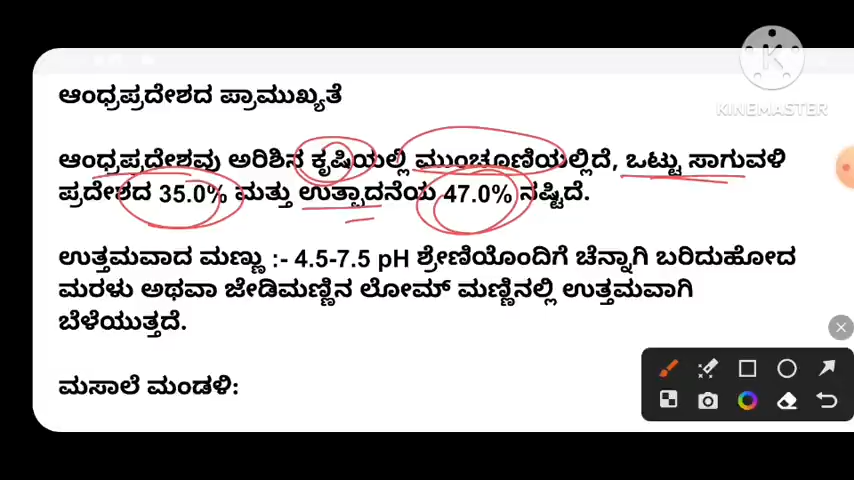 K
KINEMASTER
ಆಂಧ್ರಪ್ರದೇಶದ ಪ್ರಾಮುಖ್ಯತೆ
ಆಂಧ್ರಪ್ರದೇಶವು ಅರಿಶಿನ ಕೃಷಿಯಲ್ಲಿ ಮುಂಚೂಣಿಯಲ್ಲಿದೆ, ಒಟ್ಟು ಸಾಗುವಳಿ
ಪ್ರದೇಶದ 35.0% ಮತ್ತು ಉತ್ಪಾದನೆಯ 47.0% ನಷ್ಟಿದೆ.
ಉತ್ತಮವಾದ ಮಣ್ಣು :- 4.5-7.5 pH ಶ್ರೇಣಿಯೊಂದಿಗೆ ಚೆನ್ನಾಗಿ ಬರಿದುಹೋದ
ಮರಳು ಅಥವಾ ಜೇಡಿಮಣ್ಣಿನ ಲೋಮ್ ಮಣ್ಣಿನಲ್ಲಿ ಉತ್ತಮವಾಗಿ
ಬೆಳೆಯುತ್ತದೆ.
ಮಸಾಲೆ ಮಂಡಳಿ: